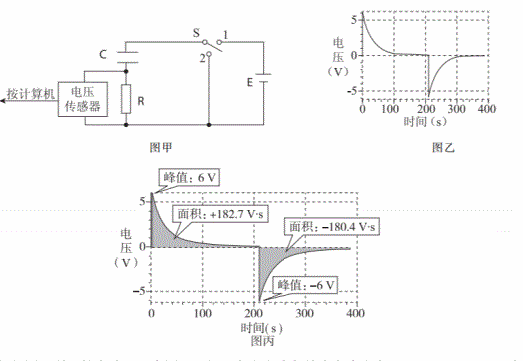 S
1
2
C
R
E
接计算机
电压
传感器
图甲
电
压
(V)
5
0
-5
0
100
200
300
400
时间(s)
图乙
峰值：6 V
面积：+182.7 V·s
面积：-180.4 V·s
电
压
(V)
5
0
-5
峰值：-6 V
0
100
200
300
400
时间(s)
图丙